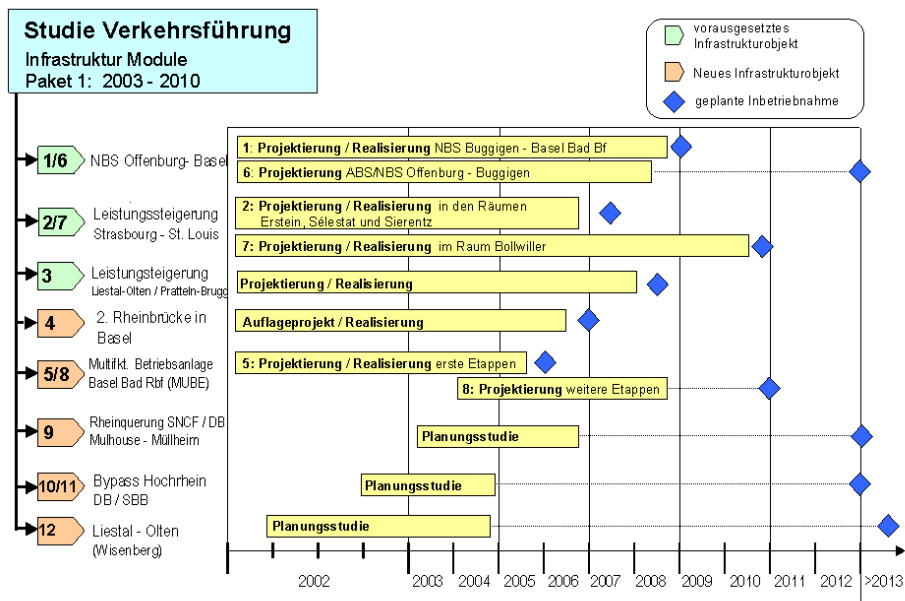 Studie Verkehrsführung
Infrastruktur Module
Paket 1: 2003 - 2010
vorausgesetztes
Infrastrukturobjekt
Neues Infrastrukturobjekt
geplante Inbetriebnahme
1/6
NBS Offenburg- Basel
1: Projektierung / Realisierung NBS Buggigen - Basel Bad Bf
6: Projektierung ABS/NBS Offenburg - Buggigen
2/7
Leistungssteigerung
Strasbourg - St. Louis
2: Projektierung / Realisierung in den Räumen
Erstein, Sélestat und Sierentz
7: Projektierung / Realisierung im Raum Bollwiller
3
Leistungsteigerung
Liestal-Olten / Pratteln-Brugg
Projektierung / Realisierung
4
2. Rheinbrücke in
Basel
Auflageprojekt / Realisierung
5/8
Multifkt. Betriebsanlage
Basel Bad Rbf (MUBE)
5: Projektierung / Realisierung erste Etappen
8: Projektierung weitere Etappen
9
Rheinquerung SNCF / DB
Mulhouse - Müllheim
Planungsstudie
10/11
Bypass Hochrhein
DB / SBB
Planungsstudie
12
Liestal - Olten
(Wisenberg)
Planungsstudie
2002 2003 2004 2005 2006 2007 2008 2009 2010 2011 2012 >2013